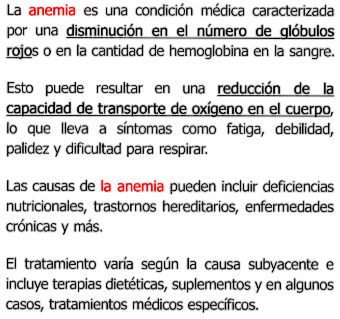 La anemia es una condición médica caracterizada
por una disminución en el número de glóbulos
rojos o en la cantidad de hemoglobina en la sangre.
Esto puede resultar en una reducción de la
capacidad de transporte de oxígeno en el cuerpo,
lo que lleva a síntomas como fatiga, debilidad,
palidez y dificultad para respirar.
Las causas de la anemia pueden incluir deficiencias
nutricionales, trastornos hereditarios, enfermedades
crónicas y más.
El tratamiento varía según la causa subyacente e
incluye terapias dietéticas, suplementos y en algunos
casos, tratamientos médicos específicos.